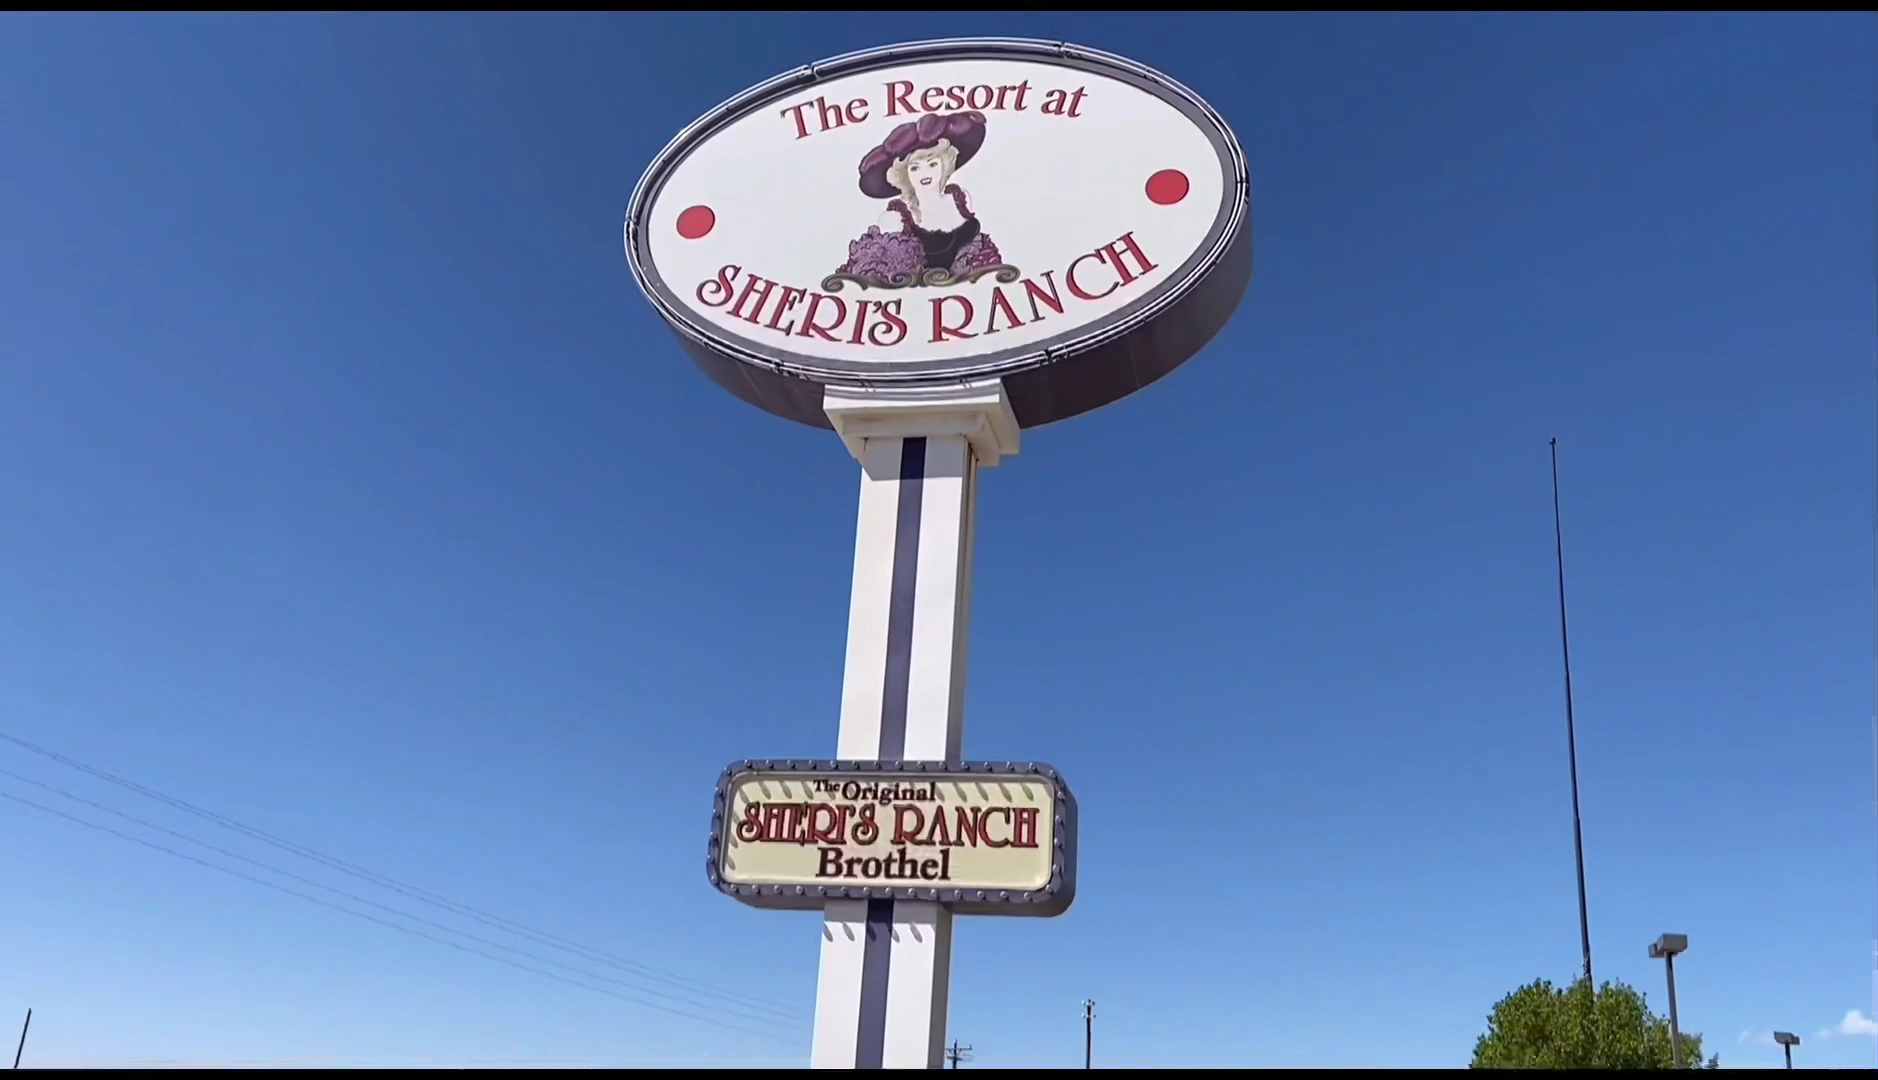 The Resort at
SHERI'S RANCH
The Original
SHERI'S RANCH
Brothel